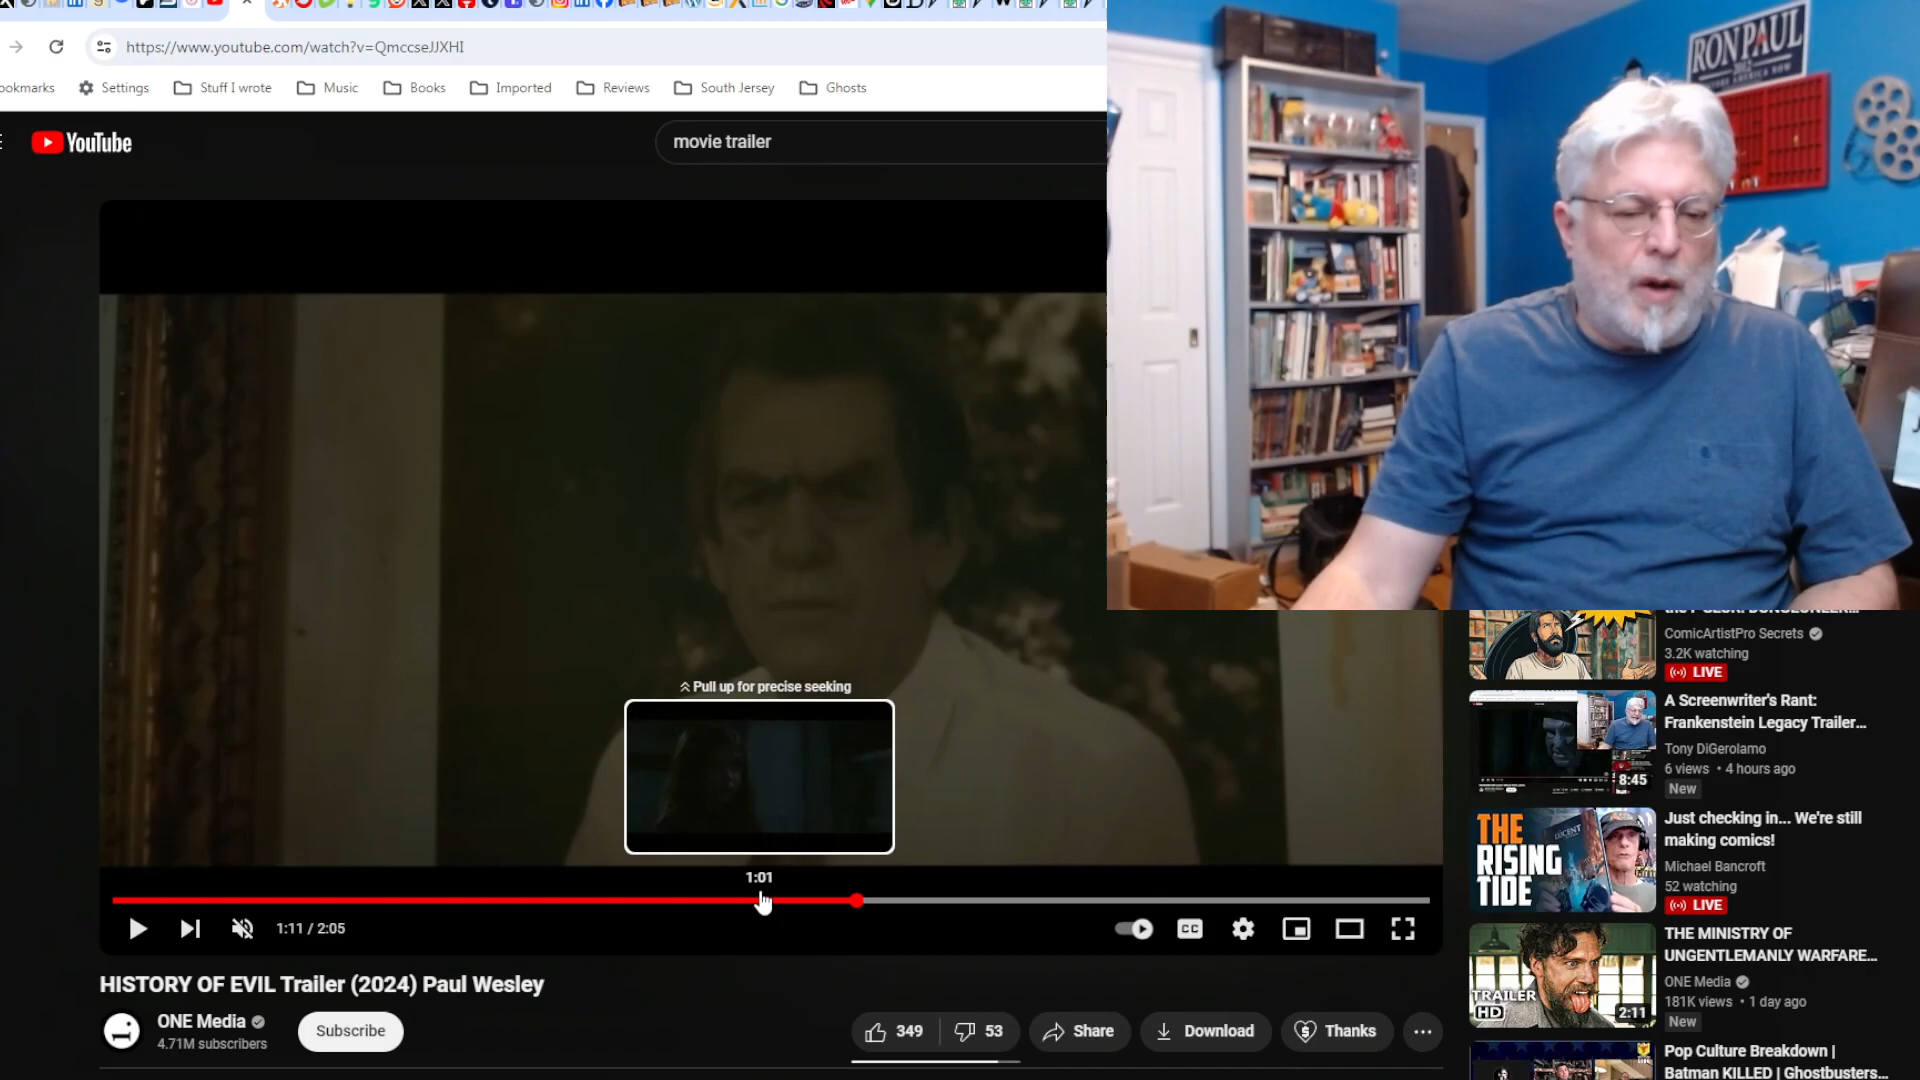 https://www.youtube.com/watch?v=QmccseJJXHI
ookmarks
Settings
Stuff I wrote
Music
Books
Imported
Reviews
South Jersey
Ghosts
YouTube
movie trailer
RON PAUL
2012
Pull up for precise seeking
1:01
1:11 / 2:05
CC
HISTORY OF EVIL Trailer (2024) Paul Wesley
ONE Media
4.71M subscribers
Subscribe
349
53
Share
Download
Thanks
ComicArtistPro Secrets
3.2K watching
LIVE
A Screenwriter's Rant:
Frankenstein Legacy Trailer...
Tony DiGerolamo
6 views • 4 hours ago
New
8:45
THE
RISING
TIDE
Just checking in... We're still
making comics!
Michael Bancroft
52 watching
LIVE
TRAILER
HD
2:11
THE MINISTRY OF
UNGENTLEMANLY WARFARE...
ONE Media
181K views • 1 day ago
New
Pop Culture Breakdown |
Batman KILLED | Ghostbusters...